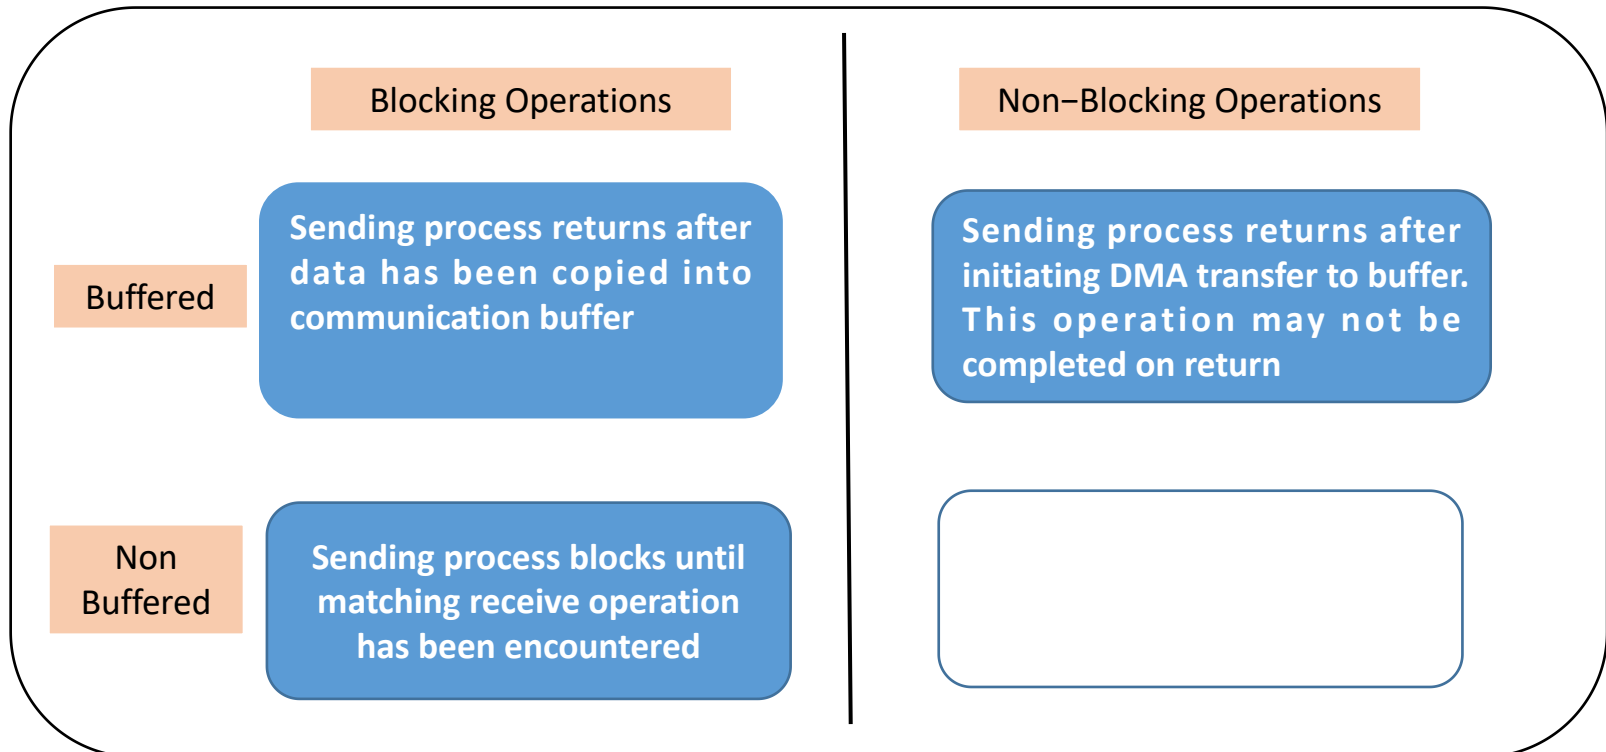 Blocking Operations
Non−Blocking Operations
Buffered
Sending process returns after
data has been copied into
communication buffer
Sending process returns after
initiating DMA transfer to buffer.
This operation may not be
completed on return
Non
Buffered
Sending process blocks until
matching receive operation
has been encountered